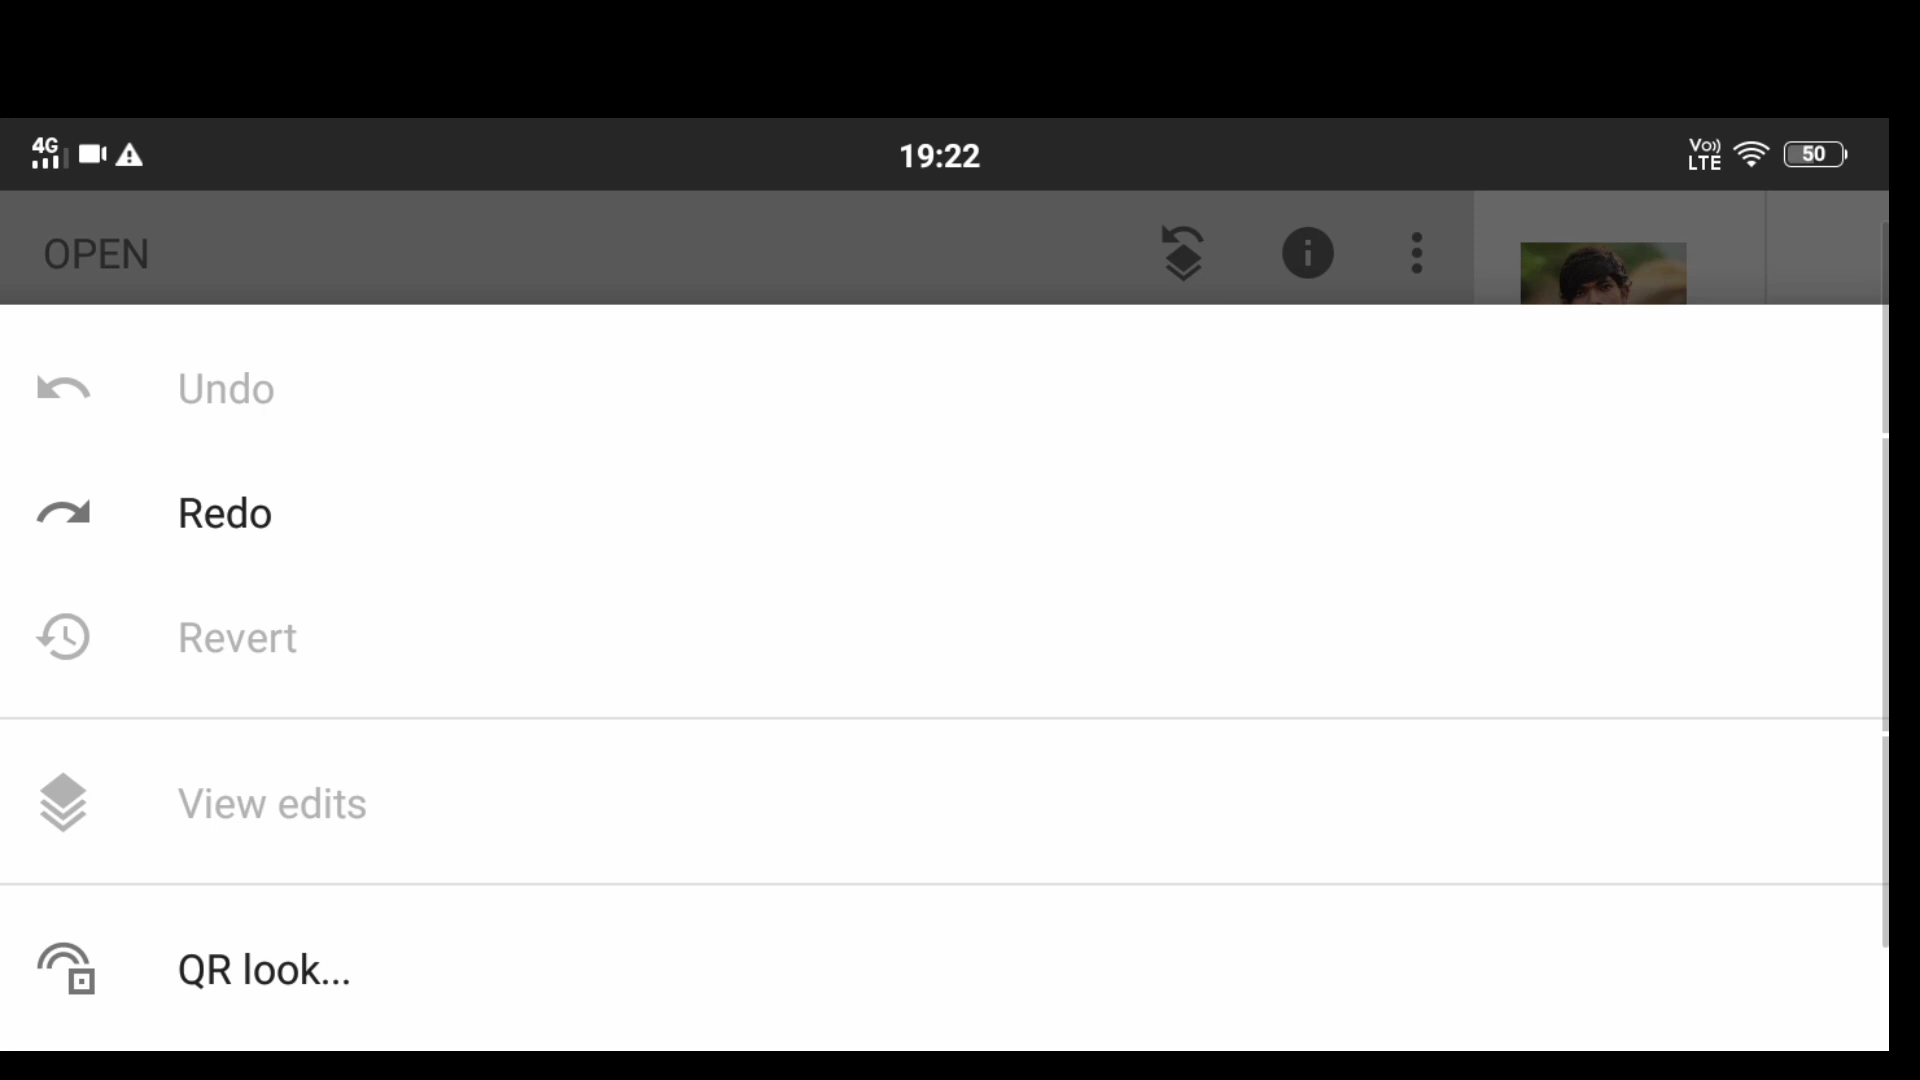 4G
19:22
Vo))
LTE
50
OPEN
Undo
Redo
Revert
View edits
QR look...